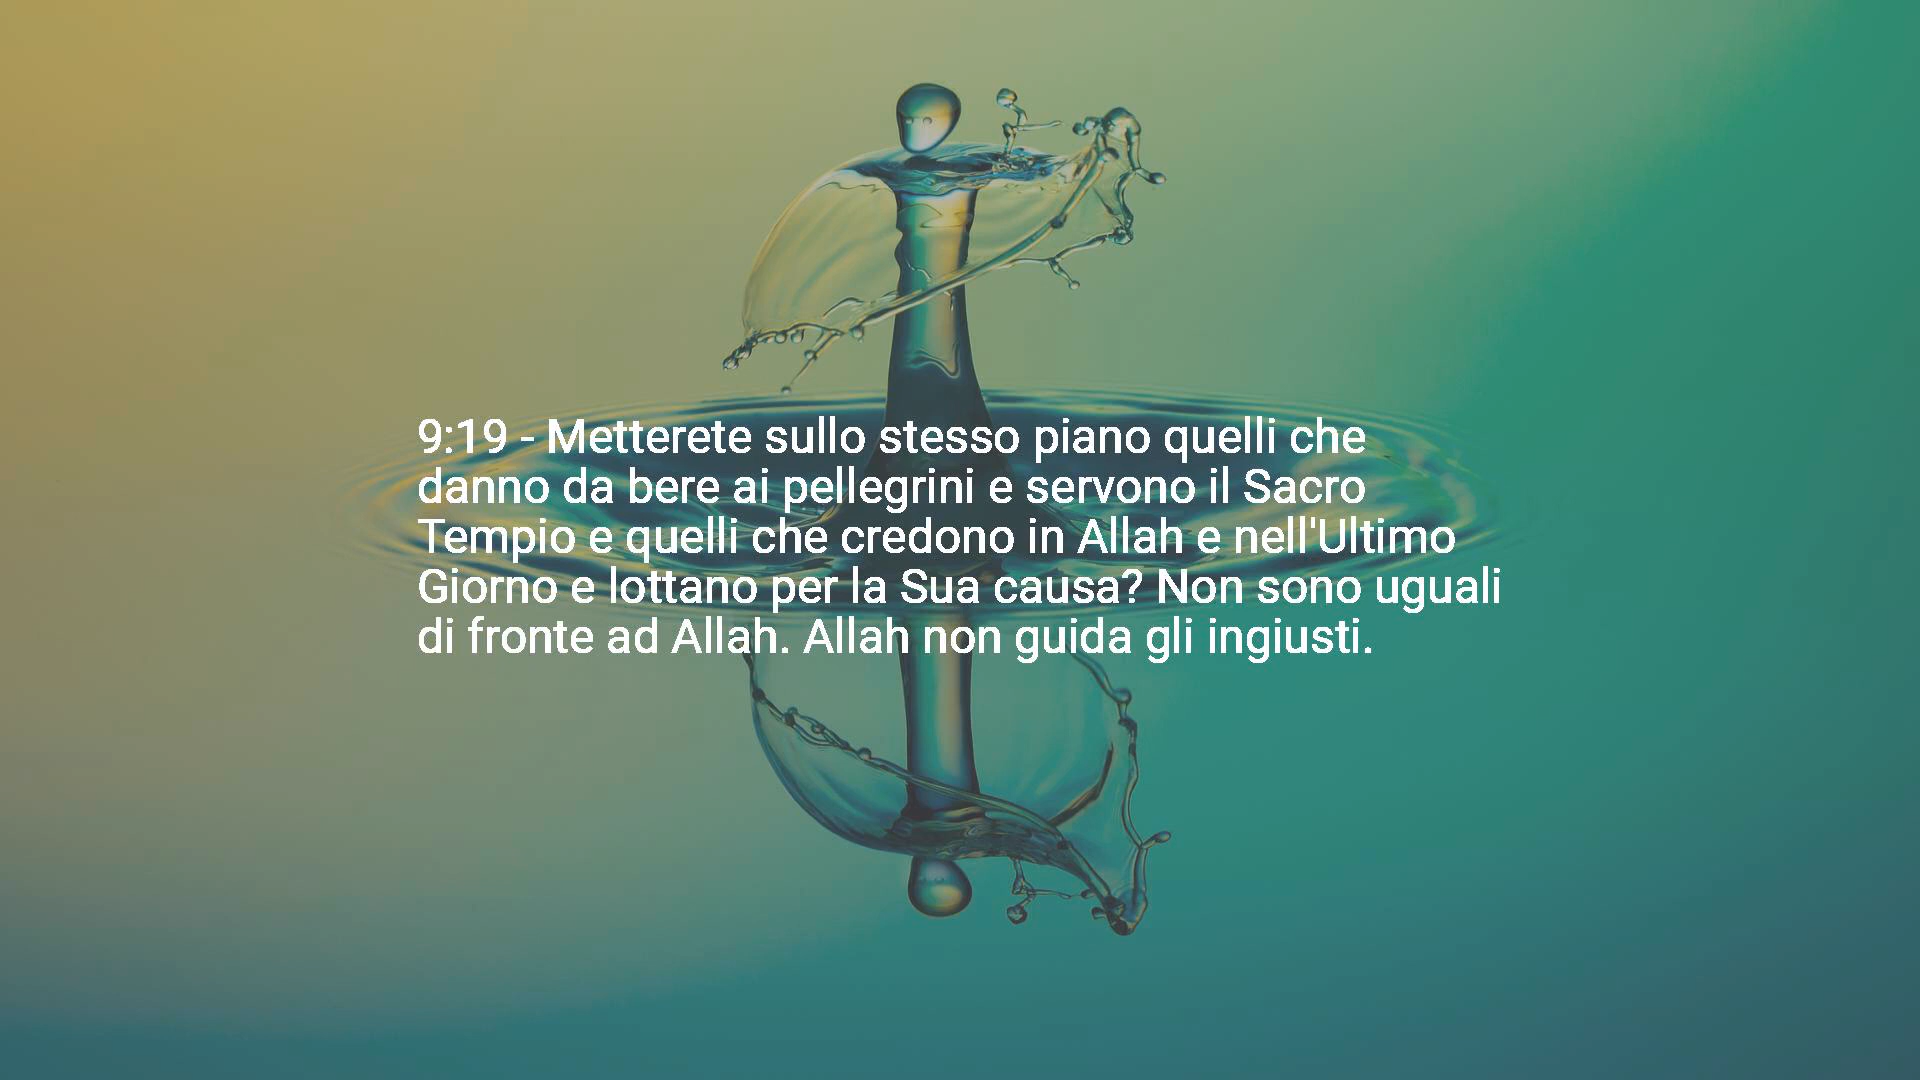 9:19 - Metterete sullo stesso piano quelli che
danno da bere ai pellegrini e servono il Sacro
Tempio e quelli che credono in Allah e nell'Ultimo
Giorno e lottano per la Sua causa? Non sono uguali
di fronte ad Allah. Allah non guida gli ingiusti.